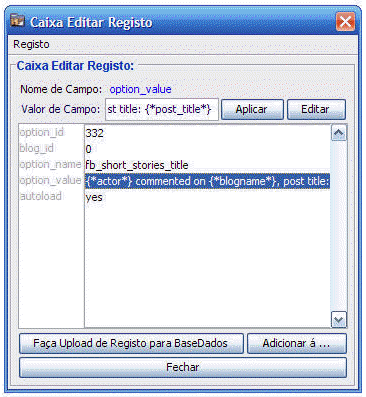 Caixa Editar Registo
Registo
Caixa Editar Registo:
Nome de Campo: option_value
Valor de Campo: st title: {*post_title*} Aplicar Editar
option_id 332
blog_id 0
option_name fb_short_stories_title
option_value {*actor*} commented on {*blogname*}, post title:
autoload yes
Faça Upload de Registo para BaseDados Adicionar á ...
Fechar